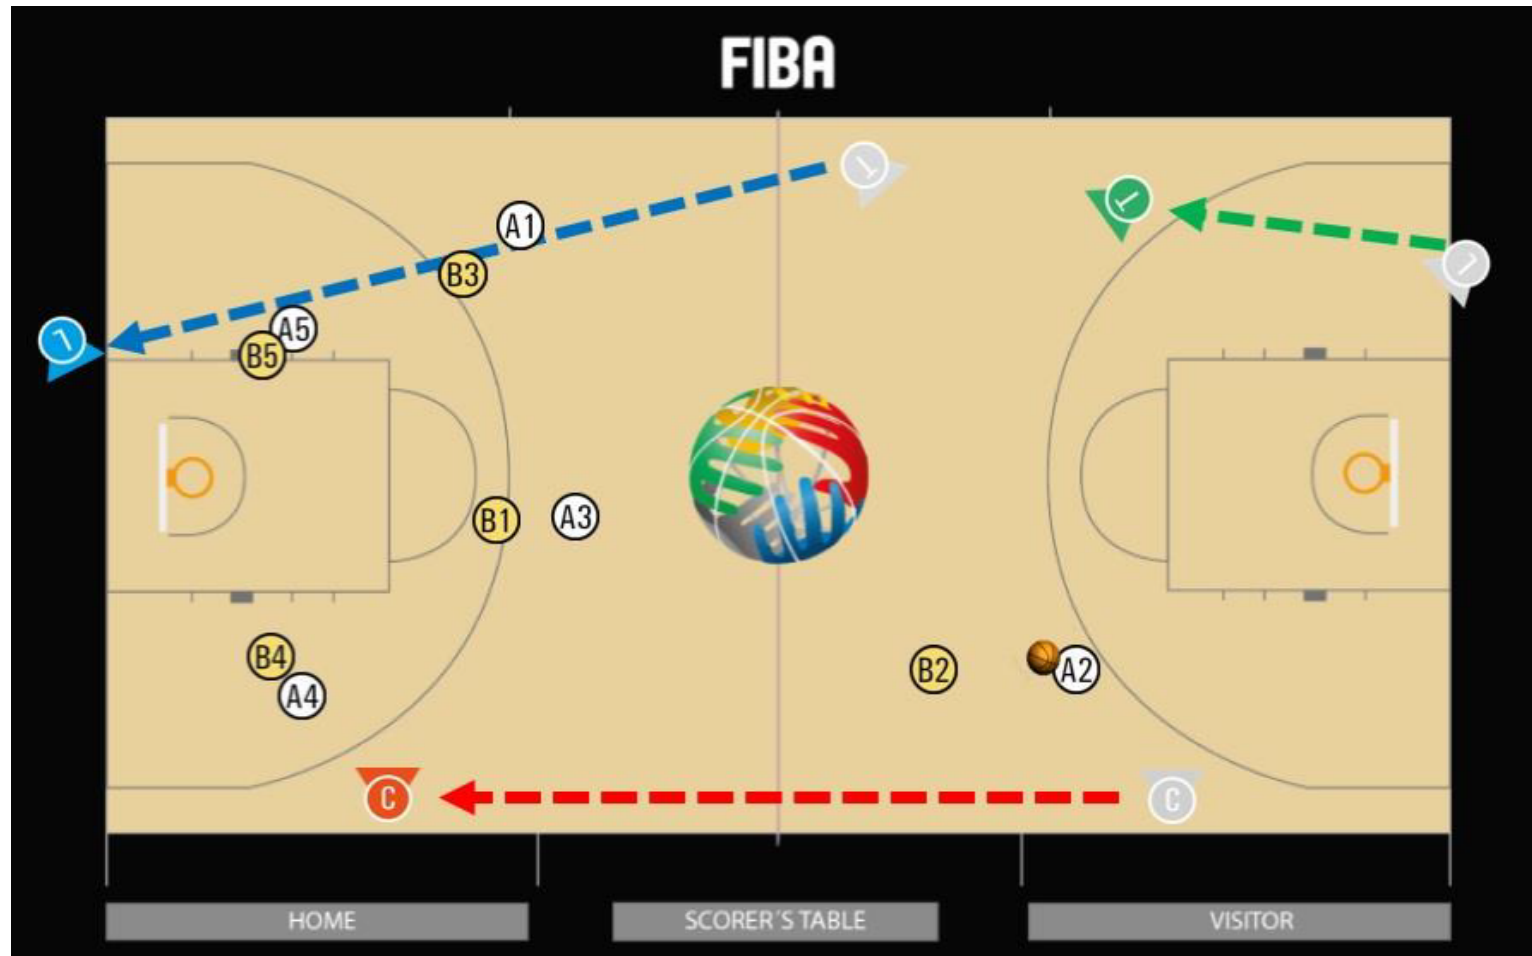 FIBA
T
T
A1
L
B3
A5
L
B5
B1
A3
B4
B2
A2
A4
C
C
HOME
SCORER´S TABLE
VISITOR